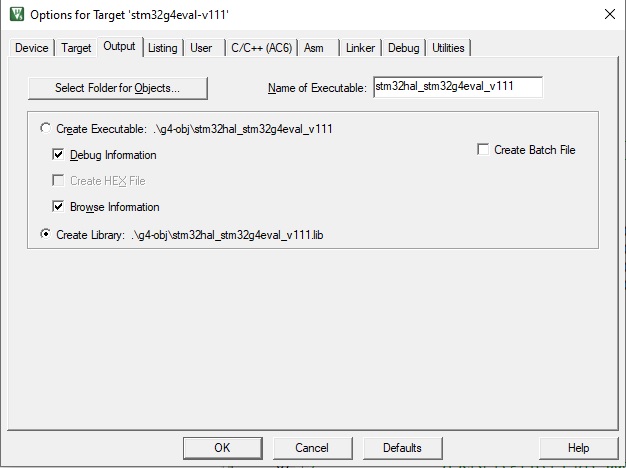 Options for Target 'stm32g4eval-v111'
Device Target Output Listing User C/C++ (AC6) Asm Linker Debug Utilities
Select Folder for Objects... Name of Executable: stm32hal_stm32g4eval_v111
Create Executable: .\g4-obj\stm32hal_stm32g4eval_v111
Debug Information Create Batch File
Create HEX File
Browse Information
Create Library: .\g4-obj\stm32hal_stm32g4eval_v111.lib
OK Cancel Defaults Help